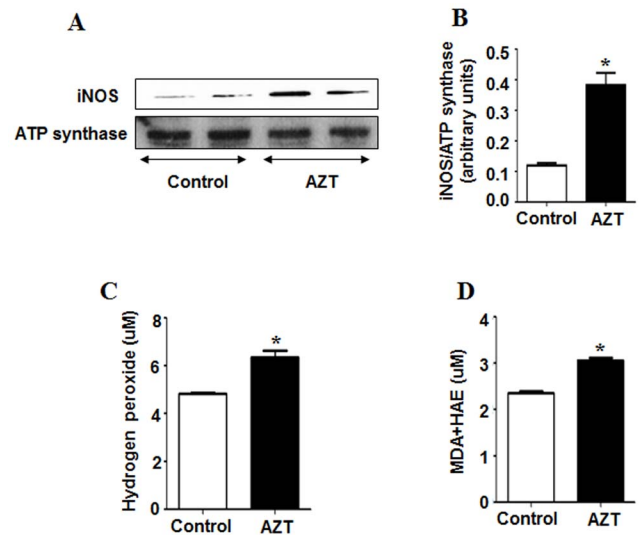 A
iNOS
ATP synthase
Control AZT
B
iNOS/ATP synthase
(arbitrary units)
0.5
0.4
0.3
0.2
0.1
0.0
*
Control AZT
C
Hydrogen peroxide (uM)
8
6
4
2
0
*
Control AZT
D
MDA+HAE (uM)
4
3
2
1
0
*
Control AZT